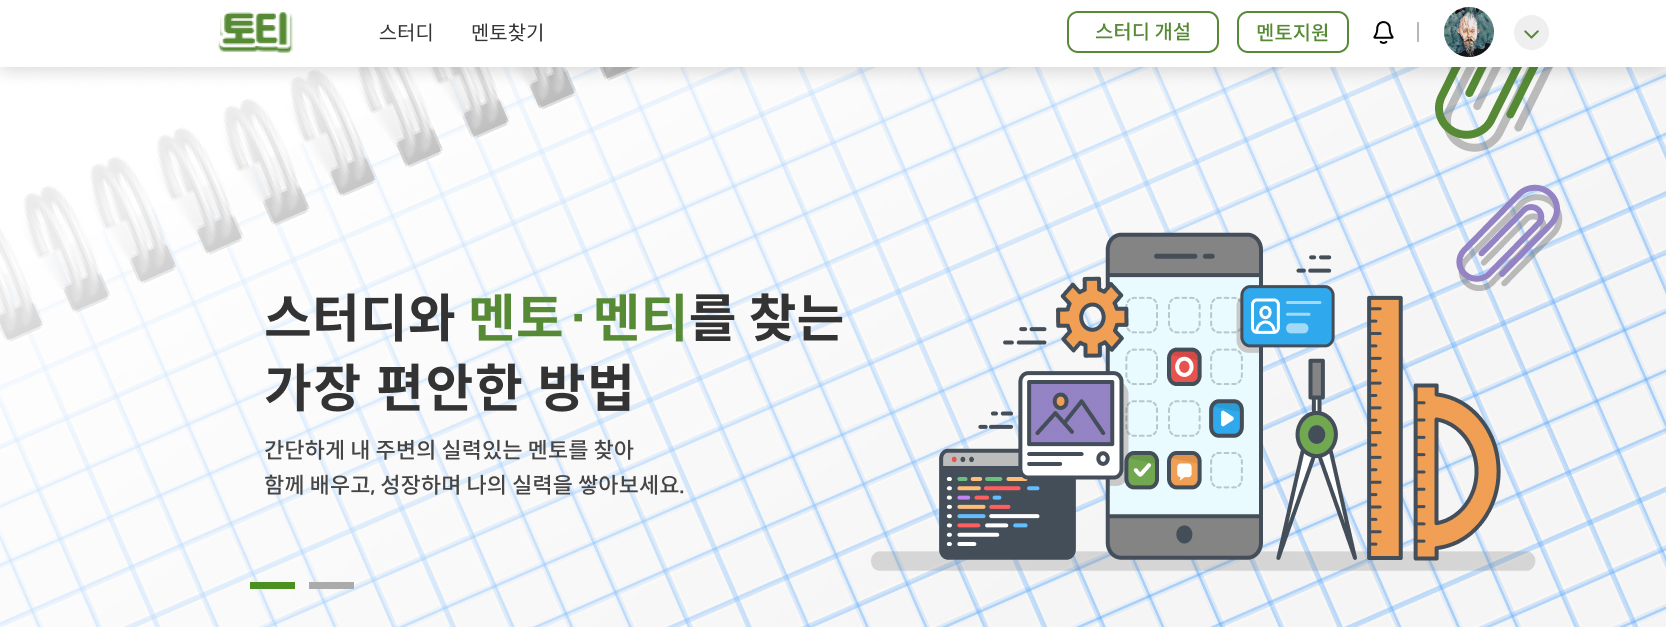 토티
스터디
멘토찾기
스터디 개설
멘토지원
스터디와 멘토·멘티를 찾는
가장 편안한 방법
간단하게 내 주변의 실력있는 멘토를 찾아
함께 배우고, 성장하며 나의 실력을 쌓아보세요.